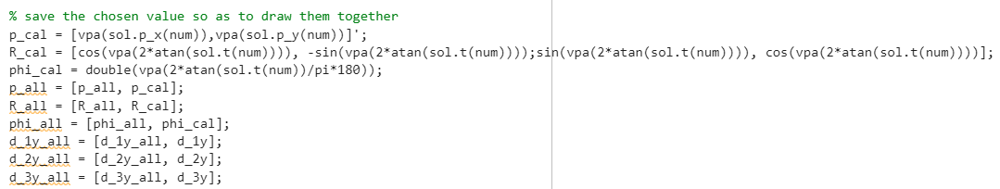 % save the chosen value so as to draw them together
p_cal = [vpa(sol.p_x(num)),vpa(sol.p_y(num))]';
R_cal = [cos(vpa(2*atan(sol.t(num)))), -sin(vpa(2*atan(sol.t(num))));sin(vpa(2*atan(sol.t(num)))), cos(vpa(2*atan(sol.t(num))))];
phi_cal = double(vpa(2*atan(sol.t(num))/pi*180));
p_all = [p_all, p_cal];
R_all = [R_all, R_cal];
phi_all = [phi_all, phi_cal];
d_1y_all = [d_1y_all, d_1y];
d_2y_all = [d_2y_all, d_2y];
d_3y_all = [d_3y_all, d_3y];